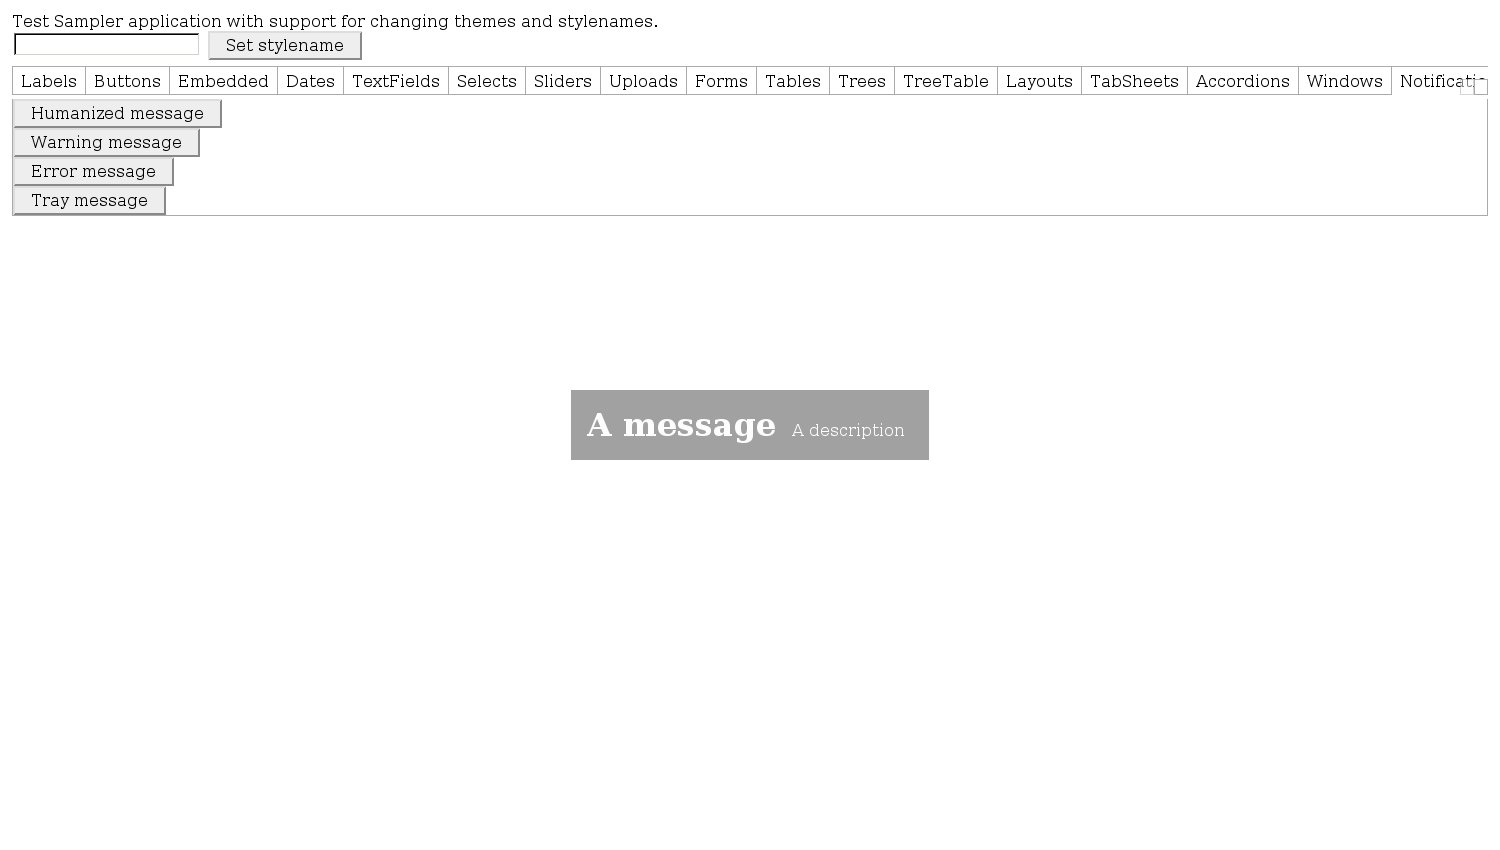 Test Sampler application with support for changing themes and stylenames.
Set stylename
Labels Buttons Embedded Dates TextFields Selects Sliders Uploads Forms Tables Trees TreeTable Layouts TabSheets Accordions Windows
Humanized message
Warning message
Error message
Tray message
A message A description